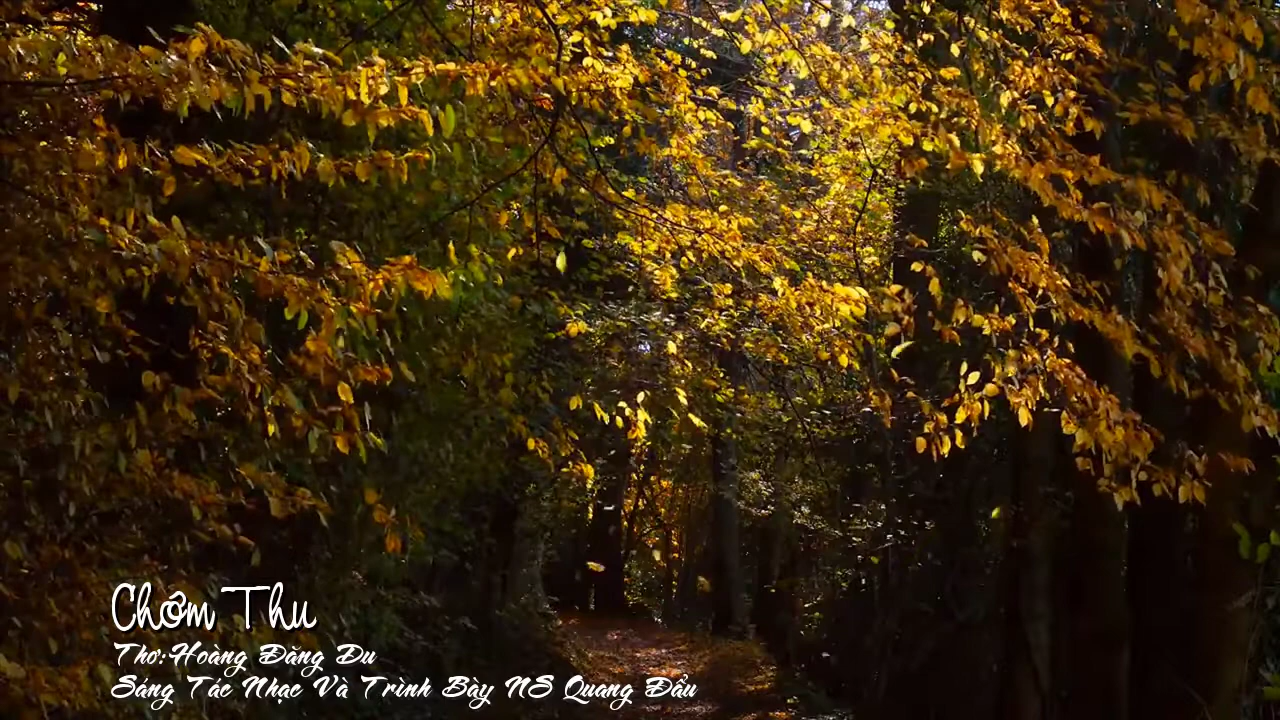 Chớm Thu
Thơ:Hoàng Đăng Du
Sáng Tác Nhạc Và Trình Bày NS Quang Đẩu